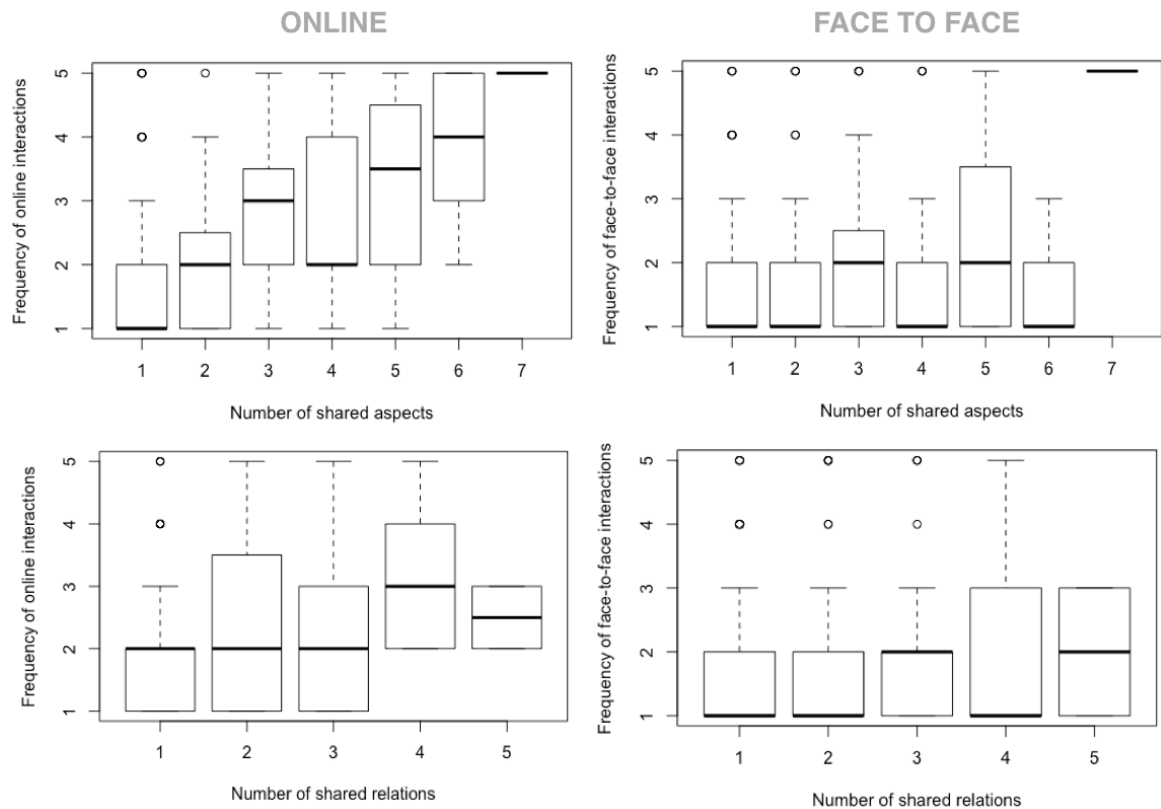 ONLINE
FACE TO FACE
Frequency of online interactions
5
4
3
2
1
1 2 3 4 5 6 7
Number of shared aspects
Frequency of face-to-face interactions
5
4
3
2
1
1 2 3 4 5 6 7
Number of shared aspects
Frequency of online interactions
5
4
3
2
1
1 2 3 4 5
Number of shared relations
Frequency of face-to-face interactions
5
4
3
2
1
1 2 3 4 5
Number of shared relations